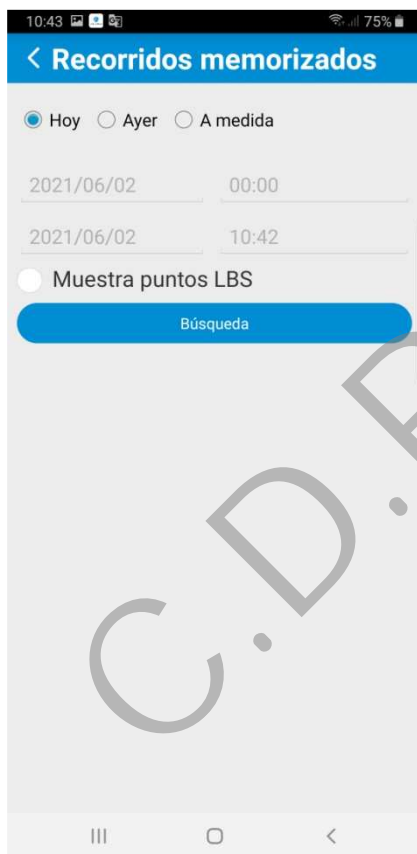 10:43 75%
Recorridos memorizados
Hoy Ayer A medida
2021/06/02 00:00
2021/06/02 10:42
Muestra puntos LBS
Búsqueda
C.D.